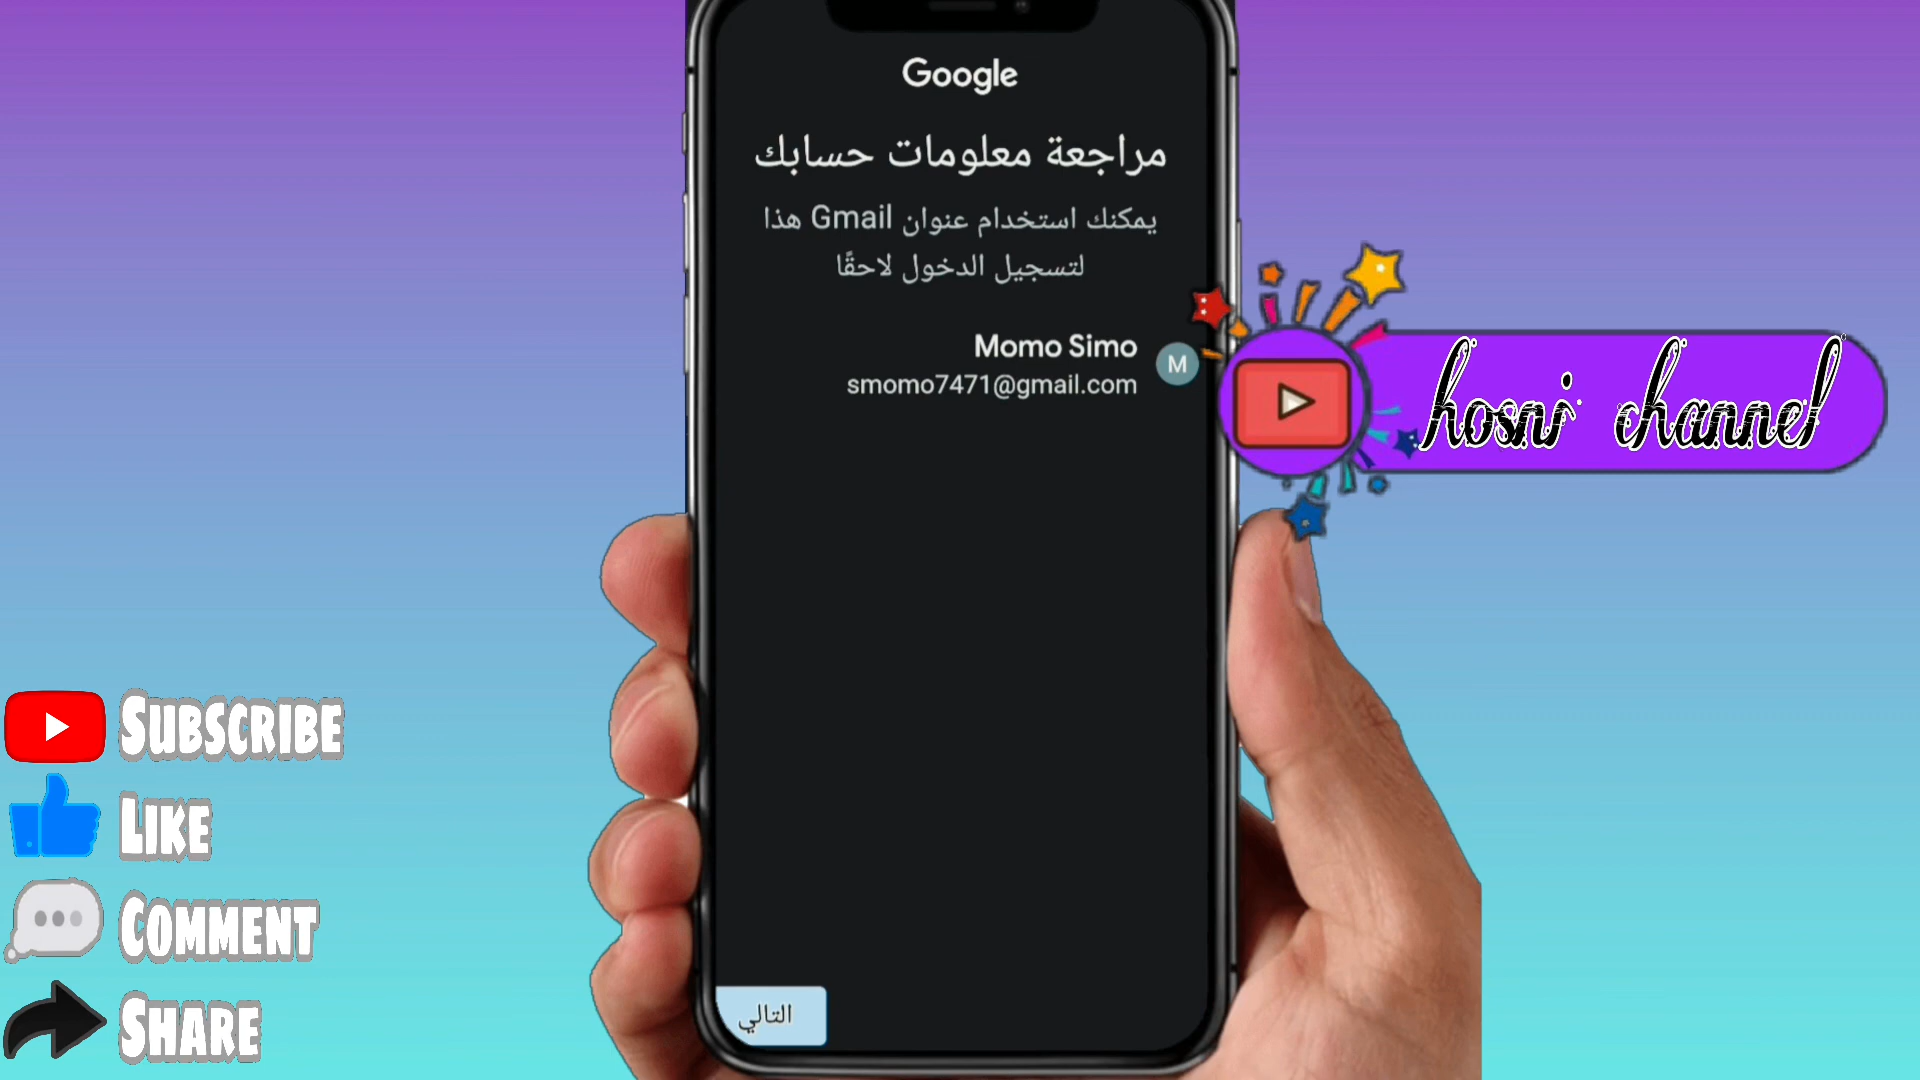 Google
مراجعة معلومات حسابك
يمكنك استخدام عنوان Gmail هذا
لتسجيل الدخول لاحقًا
Momo Simo
smomo7471@gmail.com
M
hosni channel
SUBSCRIBE
LIKE
COMMENT
SHARE
التالي